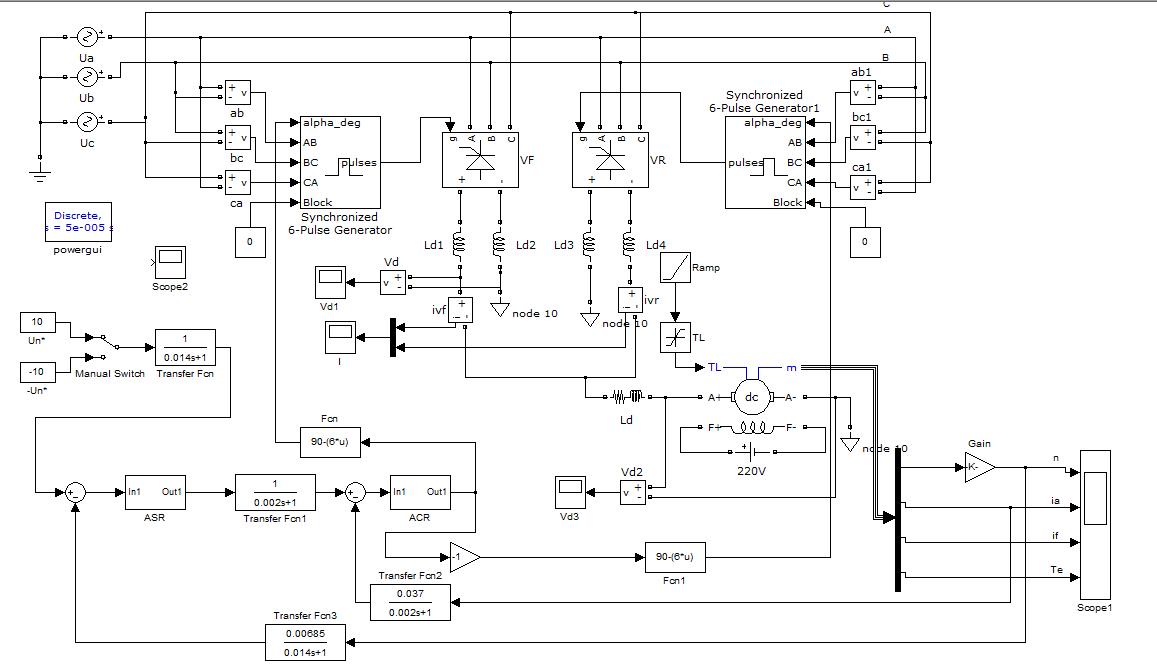 C
A
B
Ua
Ub
Uc
+
+
+
ab
bc
ca
+
-
v
+
-
v
+
-
v
alpha_deg
AB
BC
CA
Block
pulses
Synchronized
6-Pulse Generator
0
g
A
B
C
+
-
VF
g
A
B
C
+
-
VR
Synchronized
6-Pulse Generator1
alpha_deg
AB
BC
CA
Block
pulses
ab1
v
+
-
bc1
v
+
-
ca1
v
+
-
0
Discrete,
s = 5e-005 s
powergui
Scope2
Ld1
Ld2
Ld3
Ld4
Vd
v
+
-
Vd1
ivf
+
i
-
node 10
I
ivr
+
i
-
node 10
Ramp
TL
10
Un*
-10
-Un*
Manual Switch
1
0.014s+1
Transfer Fcn
TL
m
A+
dc
A-
F+
F-
+
-
220V
Ld
node 10
Fcn
90-(6*u)
Vd2
v
+
-
Vd3
Gain
-K-
n
ia
if
Te
Scope1
+
-
In1
Out1
ASR
1
0.002s+1
Transfer Fcn1
+
-
In1
Out1
ACR
-1
90-(6*u)
Fcn1
Transfer Fcn2
0.037
0.002s+1
Transfer Fcn3
0.00685
0.014s+1